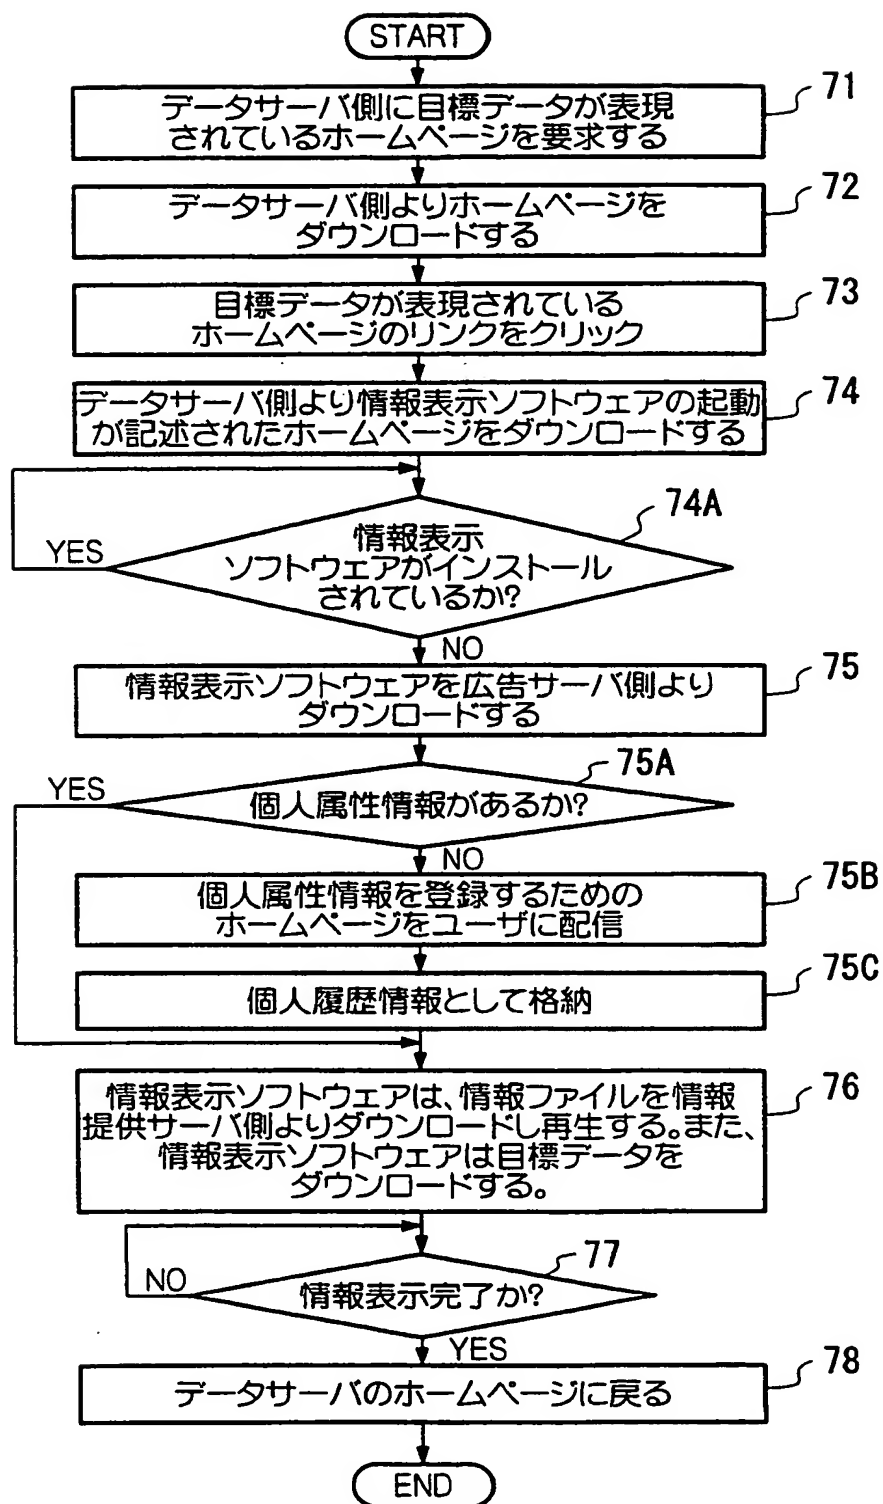 START
71
データサーバ側に目標データが表現
されているホームページを要求する
72
データサーバ側よりホームページを
ダウンロードする
73
目標データが表現されている
ホームページのリンクをクリック
74
データサーバ側より情報表示ソフトウェアの起動
が記述されたホームページをダウンロードする
74A
情報表示
ソフトウェアがインストール
されているか?
YES
NO
75
情報表示ソフトウェアを広告サーバ側より
ダウンロードする
75A
YES
個人属性情報があるか?
NO
75B
個人属性情報を登録するための
ホームページをユーザに配信
75C
個人履歴情報として格納
76
情報表示ソフトウェアは、情報ファイルを情報
提供サーバ側よりダウンロードし再生する。また、
情報表示ソフトウェアは目標データを
ダウンロードする。
77
NO
情報表示完了か?
YES
78
データサーバのホームページに戻る
END